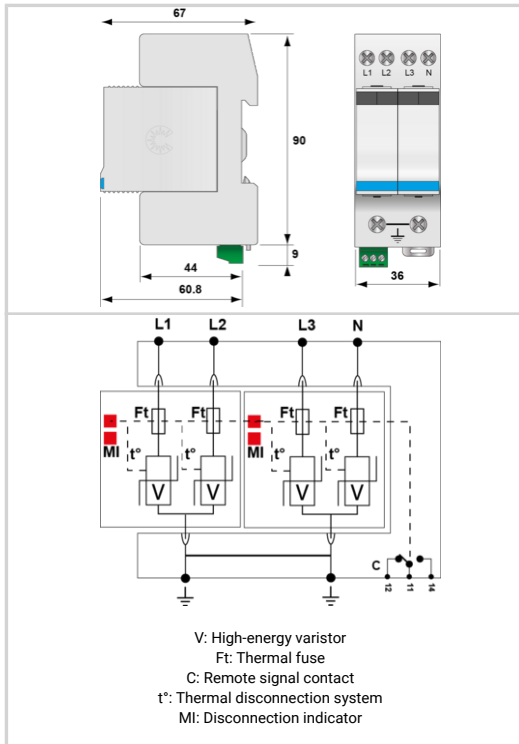 67
L1 L2 L3 N
90
9
44
60.8
36
L1 L2 L3 N
Ft Ft Ft Ft
MI t° t° MI t° t°
V V V V
C
12 11 14
V: High-energy varistor
Ft: Thermal fuse
C: Remote signal contact
t°: Thermal disconnection system
MI: Disconnection indicator